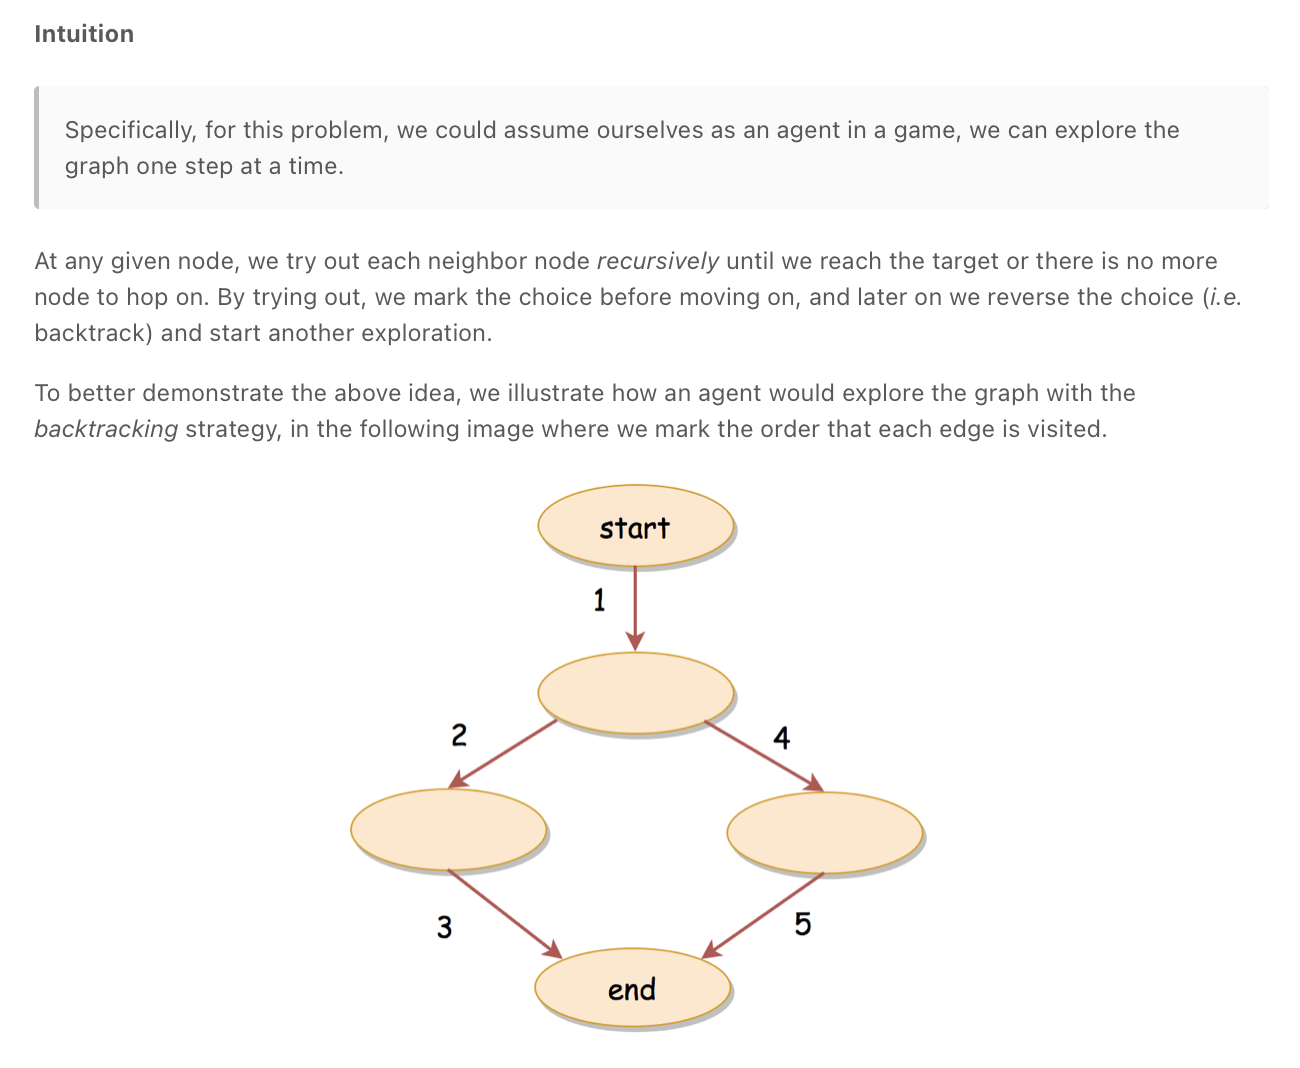 Intuition
Specifically, for this problem, we could assume ourselves as an agent in a game, we can explore the
graph one step at a time.
At any given node, we try out each neighbor node recursively until we reach the target or there is no more
node to hop on. By trying out, we mark the choice before moving on, and later on we reverse the choice (i.e.
backtrack) and start another exploration.
To better demonstrate the above idea, we illustrate how an agent would explore the graph with the
backtracking strategy, in the following image where we mark the order that each edge is visited.
start
1
2
4
3
5
end